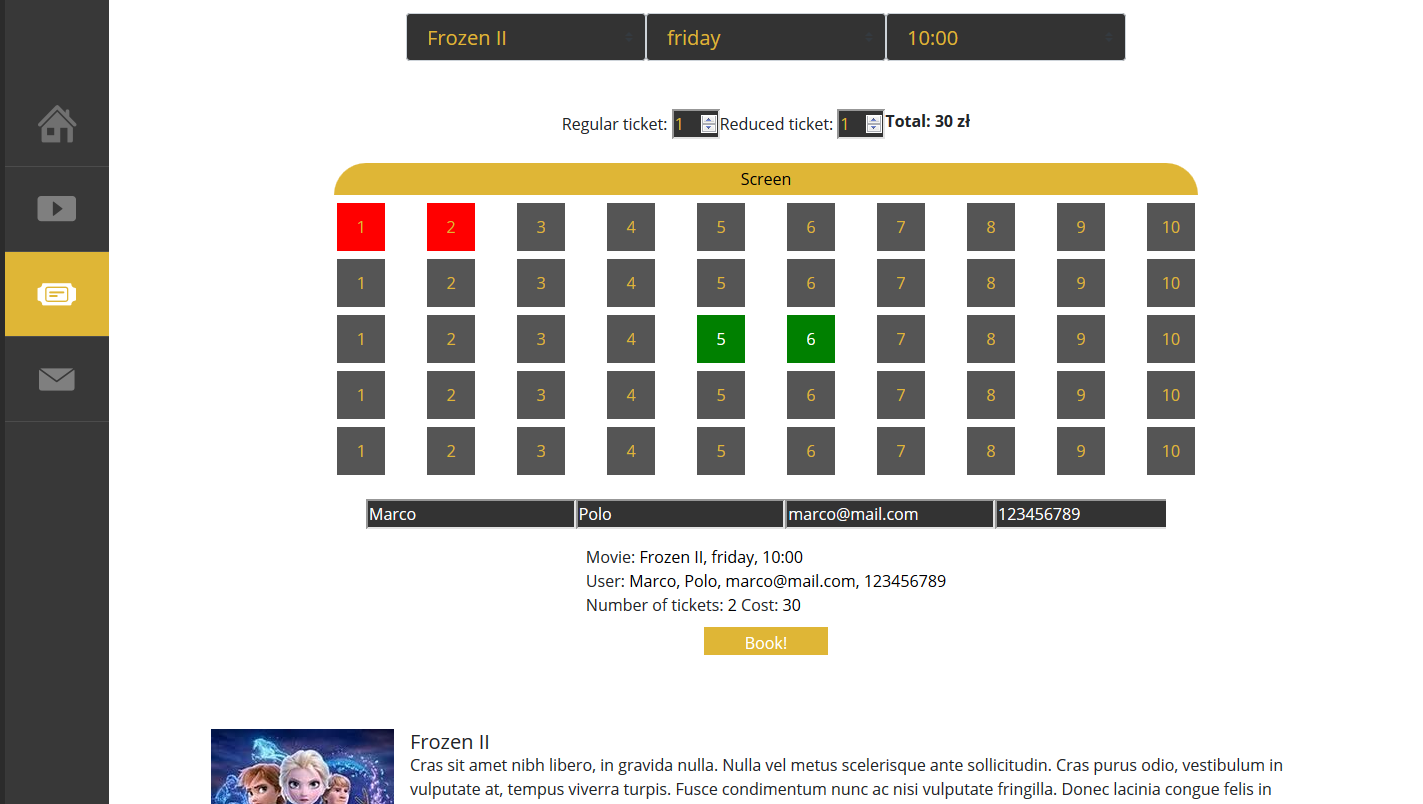 Frozen II friday 10:00
Regular ticket: 1 Reduced ticket: 1 Total: 30 zł
Screen
1 2 3 4 5 6 7 8 9 10
1 2 3 4 5 6 7 8 9 10
1 2 3 4 5 6 7 8 9 10
1 2 3 4 5 6 7 8 9 10
1 2 3 4 5 6 7 8 9 10
Marco Polo marco@mail.com 123456789
Movie: Frozen II, friday, 10:00
User: Marco, Polo, marco@mail.com, 123456789
Number of tickets: 2 Cost: 30
Book!
Frozen II
Cras sit amet nibh libero, in gravida nulla. Nulla vel metus scelerisque ante sollicitudin. Cras purus odio, vestibulum in
vulputate at, tempus viverra turpis. Fusce condimentum nunc ac nisi vulputate fringilla. Donec lacinia congue felis in